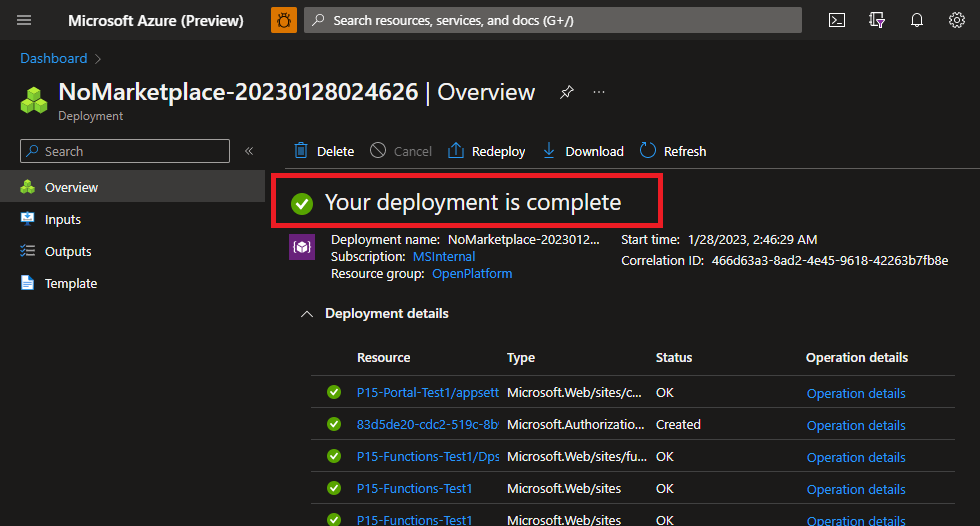 Microsoft Azure (Preview)
Search resources, services, and docs (G+/)
Dashboard
NoMarketplace-20230128024626 | Overview
...
Deployment
Search
«
Delete
Cancel
Redeploy
Download
Refresh
Overview
Inputs
Outputs
Template
Your deployment is complete
Deployment name: NoMarketplace-2023012...
Subscription: MSInternal
Resource group: OpenPlatform
Start time: 1/28/2023, 2:46:29 AM
Correlation ID: 466d63a3-8ad2-4e45-9618-42263b7fb8e
Deployment details
Resource Type Status Operation details
P15-Portal-Test1/appsett Microsoft.Web/sites/c... OK Operation details
83d5de20-cdc2-519c-8b Microsoft.Authorizatio... Created Operation details
P15-Functions-Test1/Dps Microsoft.Web/sites/fu... OK Operation details
P15-Functions-Test1 Microsoft.Web/sites OK Operation details
P15-Functions-Test1 Microsoft.Web/sites OK Operation details